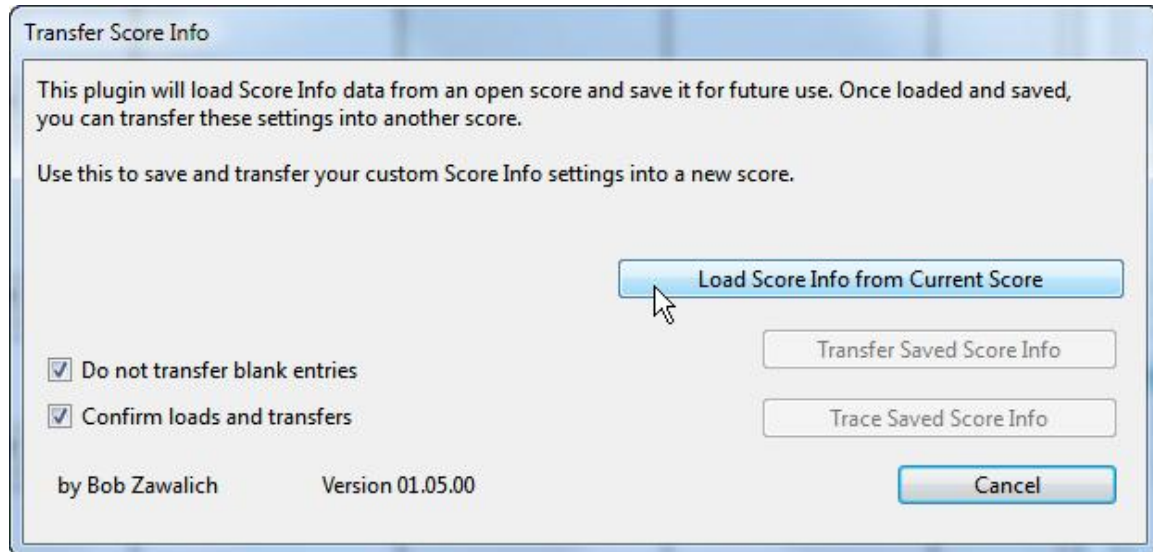 Transfer Score Info
This plugin will load Score Info data from an open score and save it for future use. Once loaded and saved,
you can transfer these settings into another score.
Use this to save and transfer your custom Score Info settings into a new score.
Load Score Info from Current Score
Transfer Saved Score Info
Do not transfer blank entries
Confirm loads and transfers
Trace Saved Score Info
by Bob Zawalich Version 01.05.00
Cancel